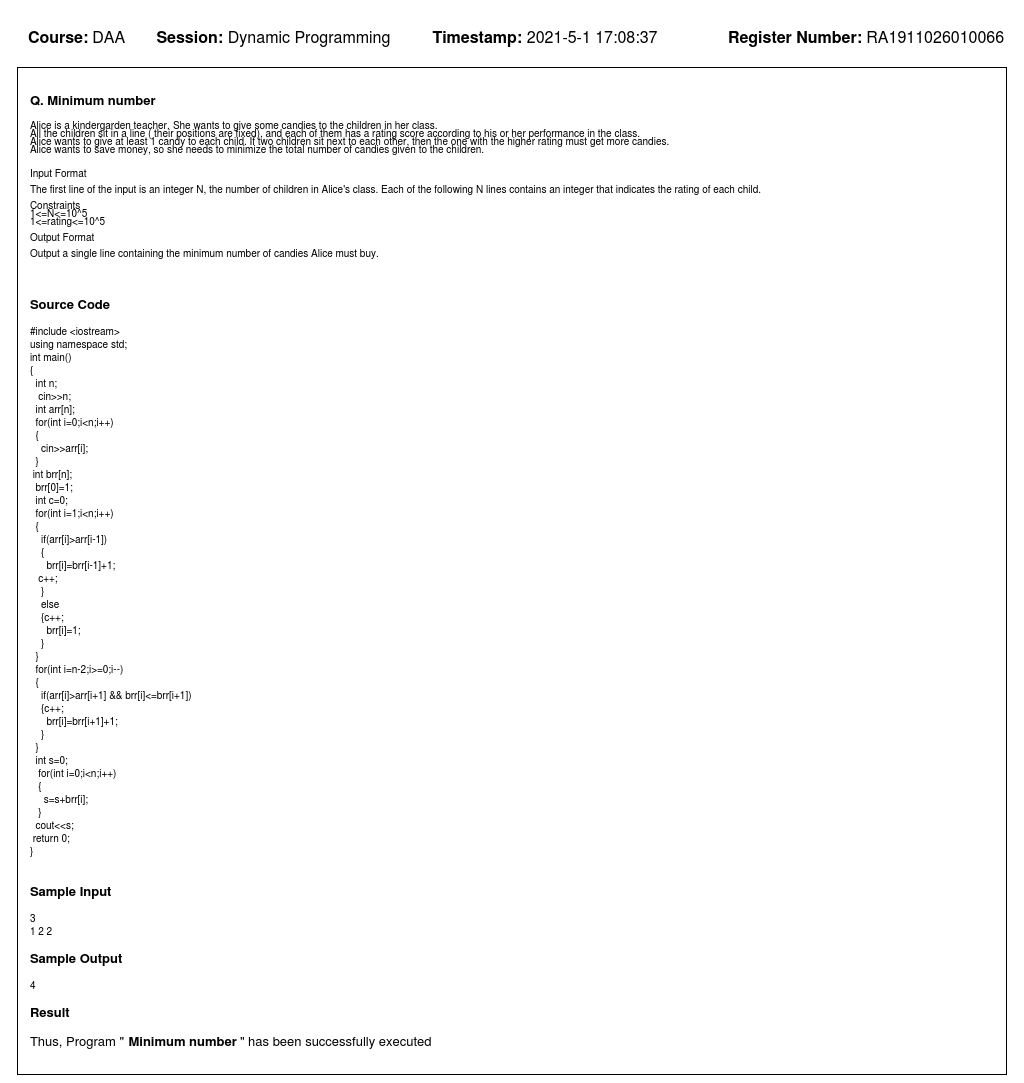 Course: DAA Session: Dynamic Programming Timestamp: 2021-5-1 17:08:37 Register Number: RA1911026010066
Q. Minimum number
Alice is a kindergarden teacher, She wants to give some candies to the children in her class.
All the children sit in a line ( their positions are fixed), and each of them has a rating score according to his or her performance in the class.
Alice wants to give at least 1 candy to each child. It two children sit next to each other, then the one with the higher rating must get more candies.
Alice wants to save money, so she needs to minimize the total number of candies given to the children.
Input Format
The first line of the input is an integer N, the number of children in Alice's class. Each of the following N lines contains an integer that indicates the rating of each child.
Constraints
1<=N<=10^5
1<=rating<=10^5
Output Format
Output a single line containing the minimum number of candies Alice must buy.
Source Code
#include <iostream>
using namespace std;
int main()
{
int n;
cin>>n;
int arr[n];
for(int i=0;i<n;i++)
{
cin>>arr[i];
}
int brr[n];
brr[0]=1;
int c=0;
for(int i=1;i<n;i++)
{
if(arr[i]>arr[i-1])
{
brr[i]=brr[i-1]+1;
c++;
}
else
{c++;
brr[i]=1;
}
}
for(int i=n-2;i>=0;i--)
{
if(arr[i]>arr[i+1] && brr[i]<=brr[i+1])
{c++;
brr[i]=brr[i+1]+1;
}
}
int s=0;
for(int i=0;i<n;i++)
{
s=s+brr[i];
}
cout<<s;
return 0;
}
Sample Input
3
1 2 2
Sample Output
4
Result
Thus, Program " Minimum number " has been successfully executed